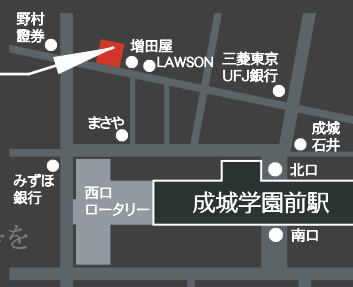 野村
證券
増田屋
LAWSON
三菱東京
UFJ銀行
まさや
成城
石井
みずほ
銀行
西口
ロータリー
北口
成城学園前駅
南口
を